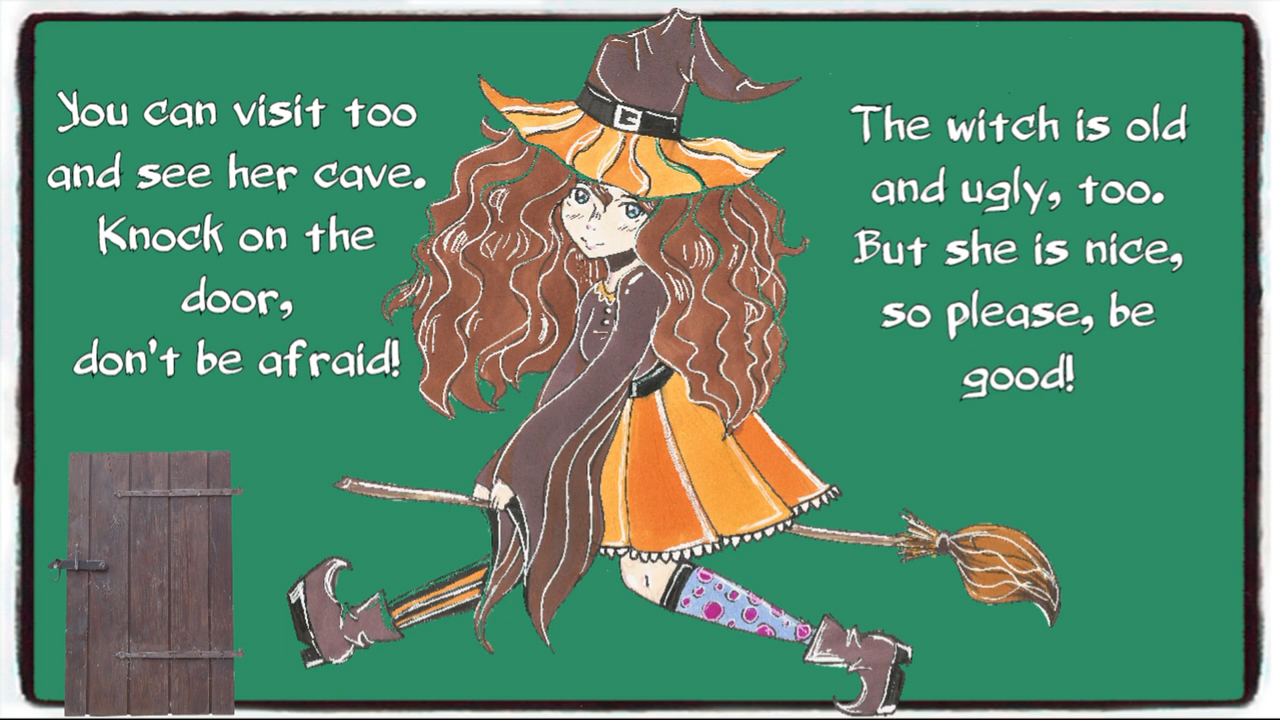 You can visit too
and see her cave.
Knock on the
door,
don't be afraid!
The witch is old
and ugly, too.
But she is nice,
so please, be
good!